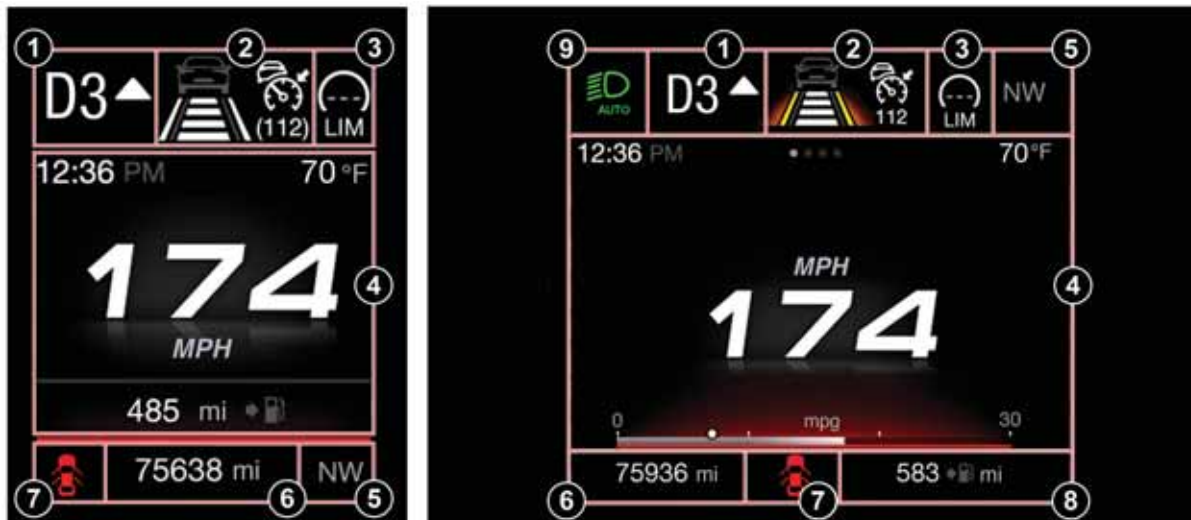 1 2 3
D3 (112) LIM
12:36 PM 70 °F
174
4
MPH
485 mi
75638 mi NW
7 6 5
9 1 2 3 5
AUTO D3 112 LIM NW
12:36 PM 70 °F
MPH
4
174
0 mpg 30
75936 mi 583 mi
6 7 8